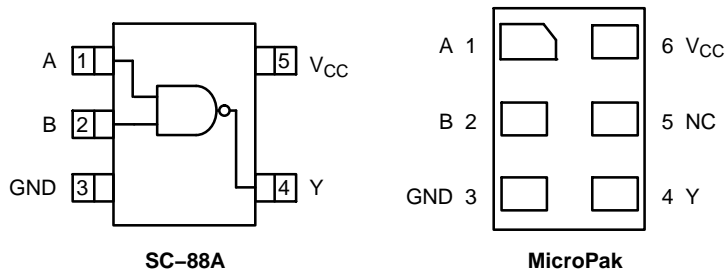 A 1 5 VCC
B 2
GND 3 4 Y
SC–88A
A 1 6 VCC
B 2 5 NC
GND 3 4 Y
MicroPak